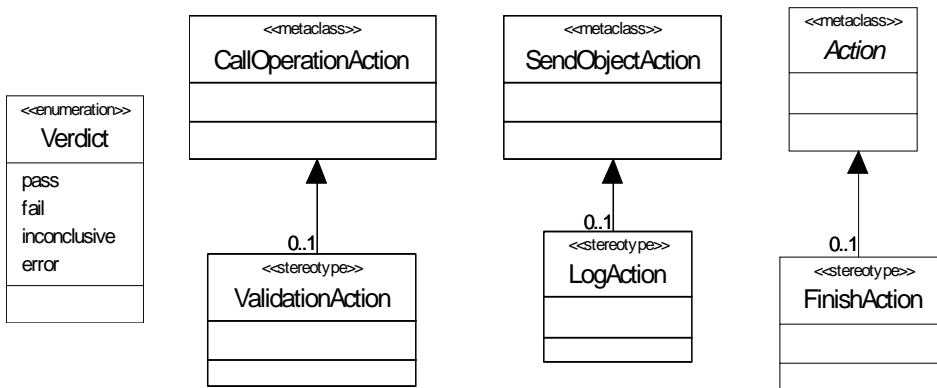 <<metaclass>>
CallOperationAction
<<metaclass>>
SendObjectAction
<<metaclass>>
Action
<<enumeration>>
Verdict
pass
fail
inconclusive
error
0..1
<<stereotype>>
ValidationAction
0..1
<<stereotype>>
LogAction
0..1
<<stereotype>>
FinishAction